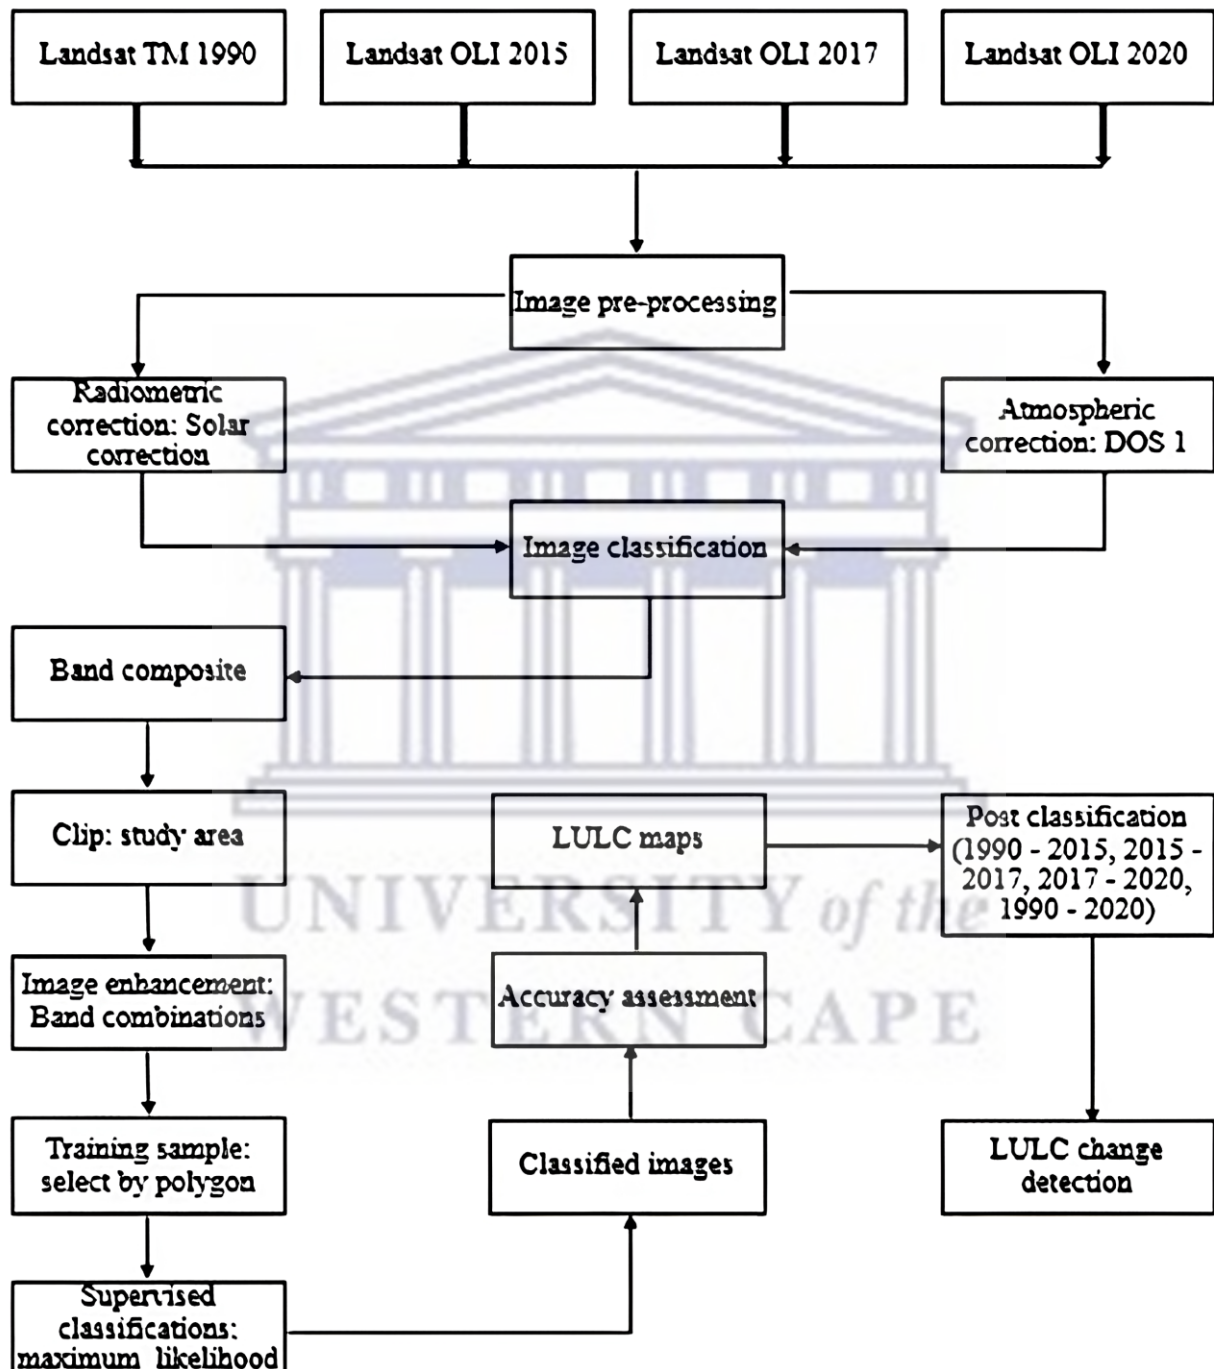 Landsat TM 1990
Landsat OLI 2015
Landsat OLI 2017
Landsat OLI 2020
Image pre-processing
Radiometric
correction: Solar
correction
Atmospheric
correction: DOS 1
Image classification
Band composite
Clip: study area
Image enhancement:
Band combinations
Training sample:
select by polygon
Supervised
classifications:
maximum likelihood
Classified images
Accuracy assessment
LULC maps
Post classification
(1990 - 2015, 2015 -
2017, 2017 - 2020,
1990 - 2020)
LULC change
detection
UNIVERSITY of the
WESTERN CAPE